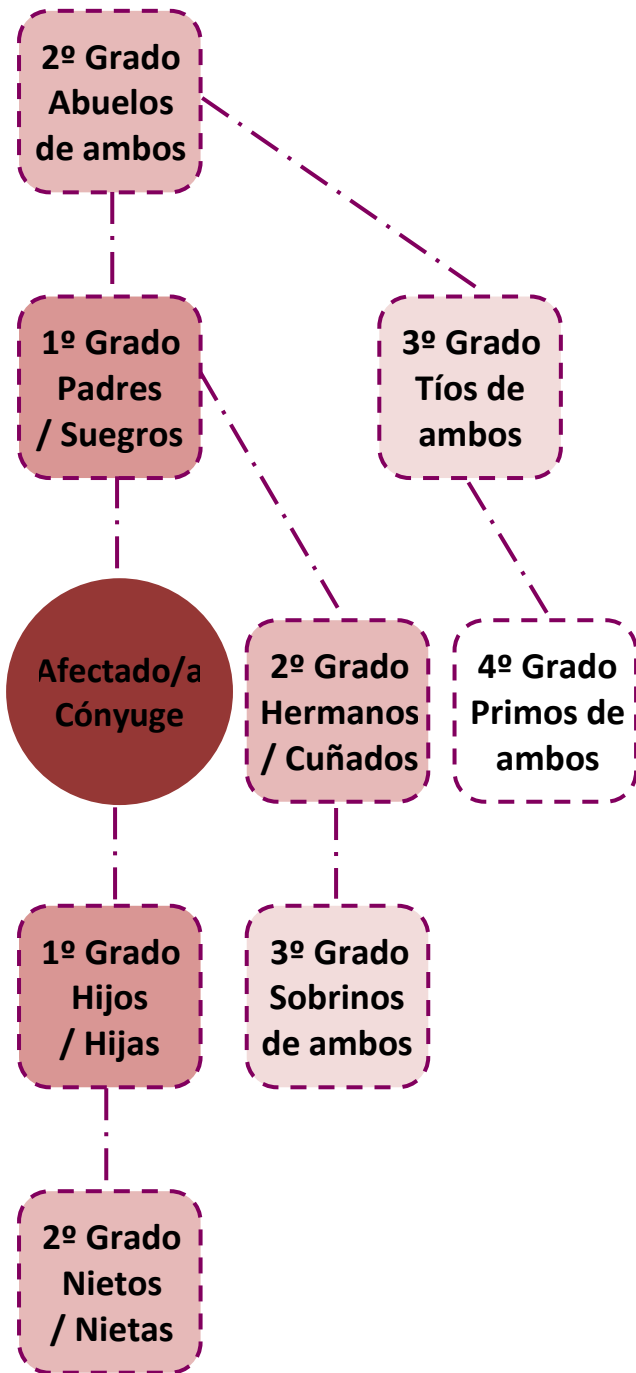 2º Grado
Abuelos
de ambos
1º Grado
Padres
/ Suegros
3º Grado
Tíos de
ambos
Afectado/a
Cónyuge
2º Grado
Hermanos
/ Cuñados
4º Grado
Primos de
ambos
1º Grado
Hijos
/ Hijas
3º Grado
Sobrinos
de ambos
2º Grado
Nietos
/ Nietas